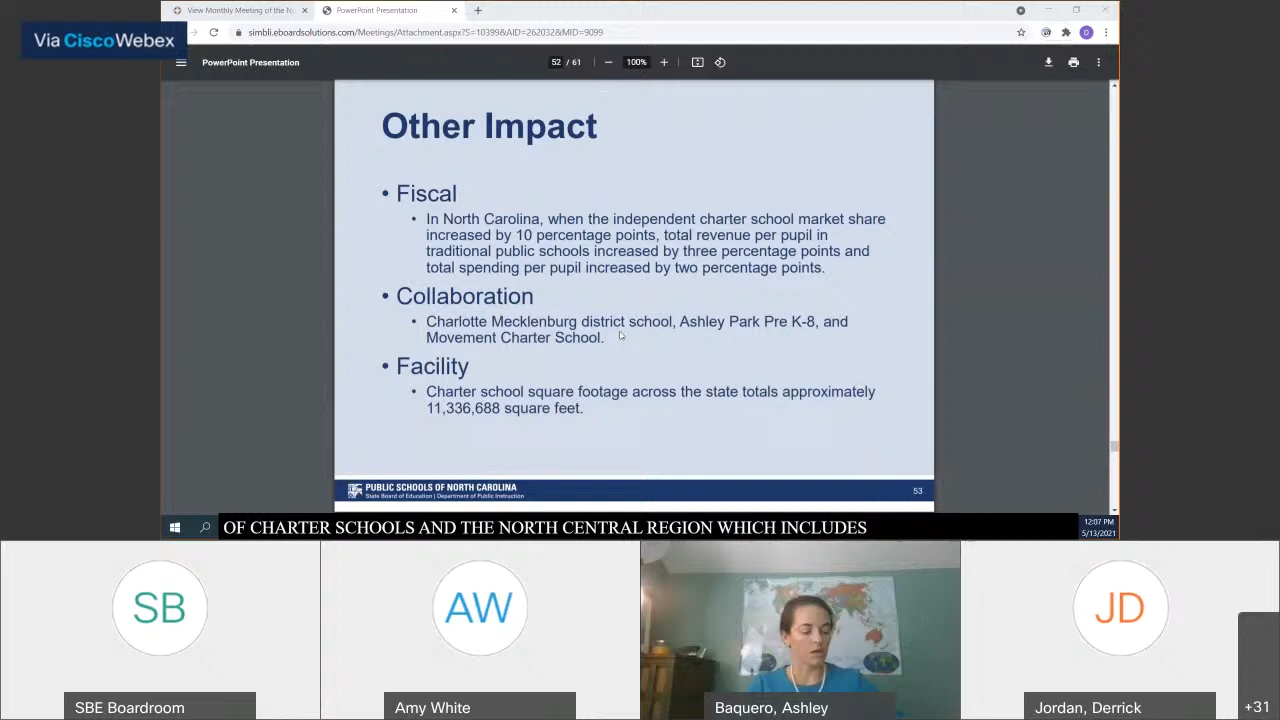 View Monthly Meeting of the N
PowerPoint Presentation
Via CiscoWebex
simbli.eboardsolutions.com/Meetings/Attachment.aspx?S=10399&AID=262032&MID=9099
D
PowerPoint Presentation
52 / 61
100%
Other Impact
• Fiscal
• In North Carolina, when the independent charter school market share
increased by 10 percentage points, total revenue per pupil in
traditional public schools increased by three percentage points and
total spending per pupil increased by two percentage points.
• Collaboration
• Charlotte Mecklenburg district school, Ashley Park Pre K-8, and
Movement Charter School.
• Facility
• Charter school square footage across the state totals approximately
11,336,688 square feet.
PUBLIC SCHOOLS OF NORTH CAROLINA
State Board of Education | Department of Public Instruction
53
OF CHARTER SCHOOLS AND THE NORTH CENTRAL REGION WHICH INCLUDES
12:07 PM
5/13/2021
SB
AW
JD
SBE Boardroom
Amy White
Baquero, Ashley
Jordan, Derrick
+31